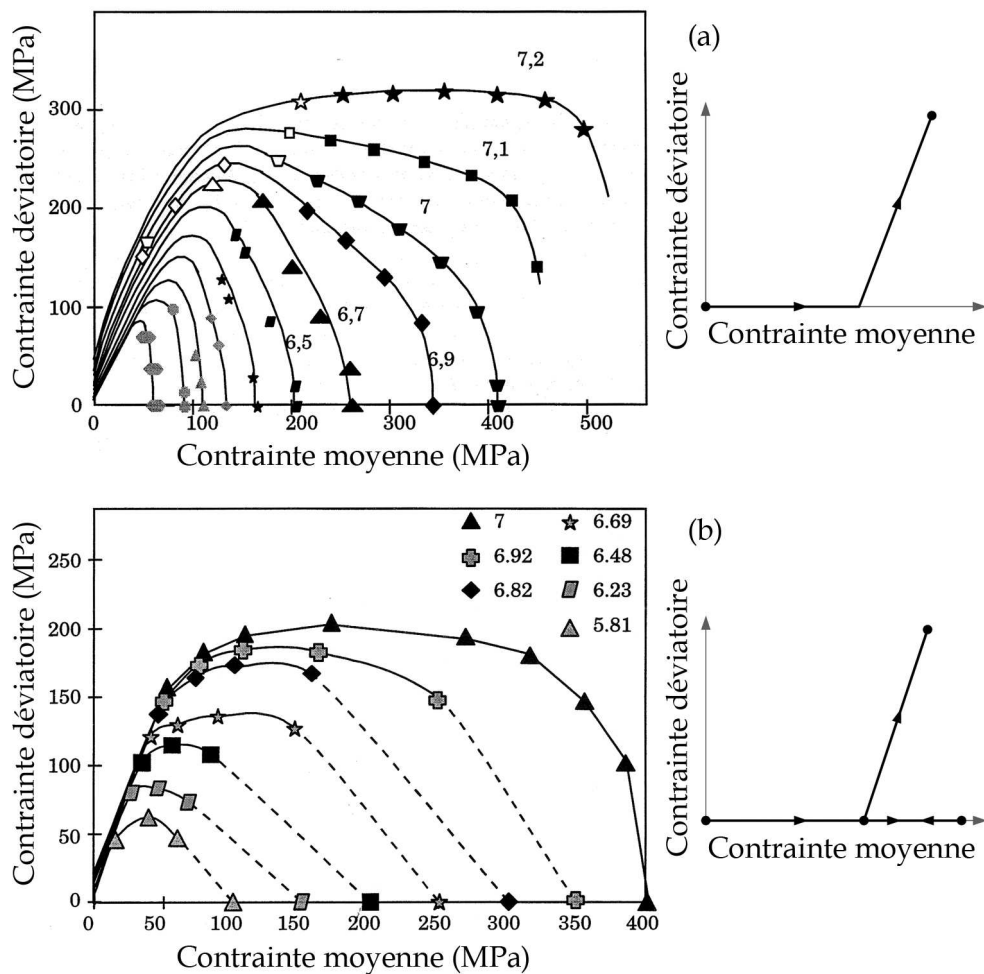 (a)
Contrainte déviatoire (MPa)
300
200
100
0
7,2
7,1
7
6,9
6,7
6,5
0 100 200 300 400 500
Contrainte moyenne (MPa)
Contrainte déviatoire
Contrainte moyenne
(b)
Contrainte déviatoire (MPa)
250
200
150
100
50
0
7 6.69
6.92 6.48
6.82 6.23
5.81
0 50 100 150 200 250 300 350 400
Contrainte moyenne (MPa)
Contrainte déviatoire
Contrainte moyenne